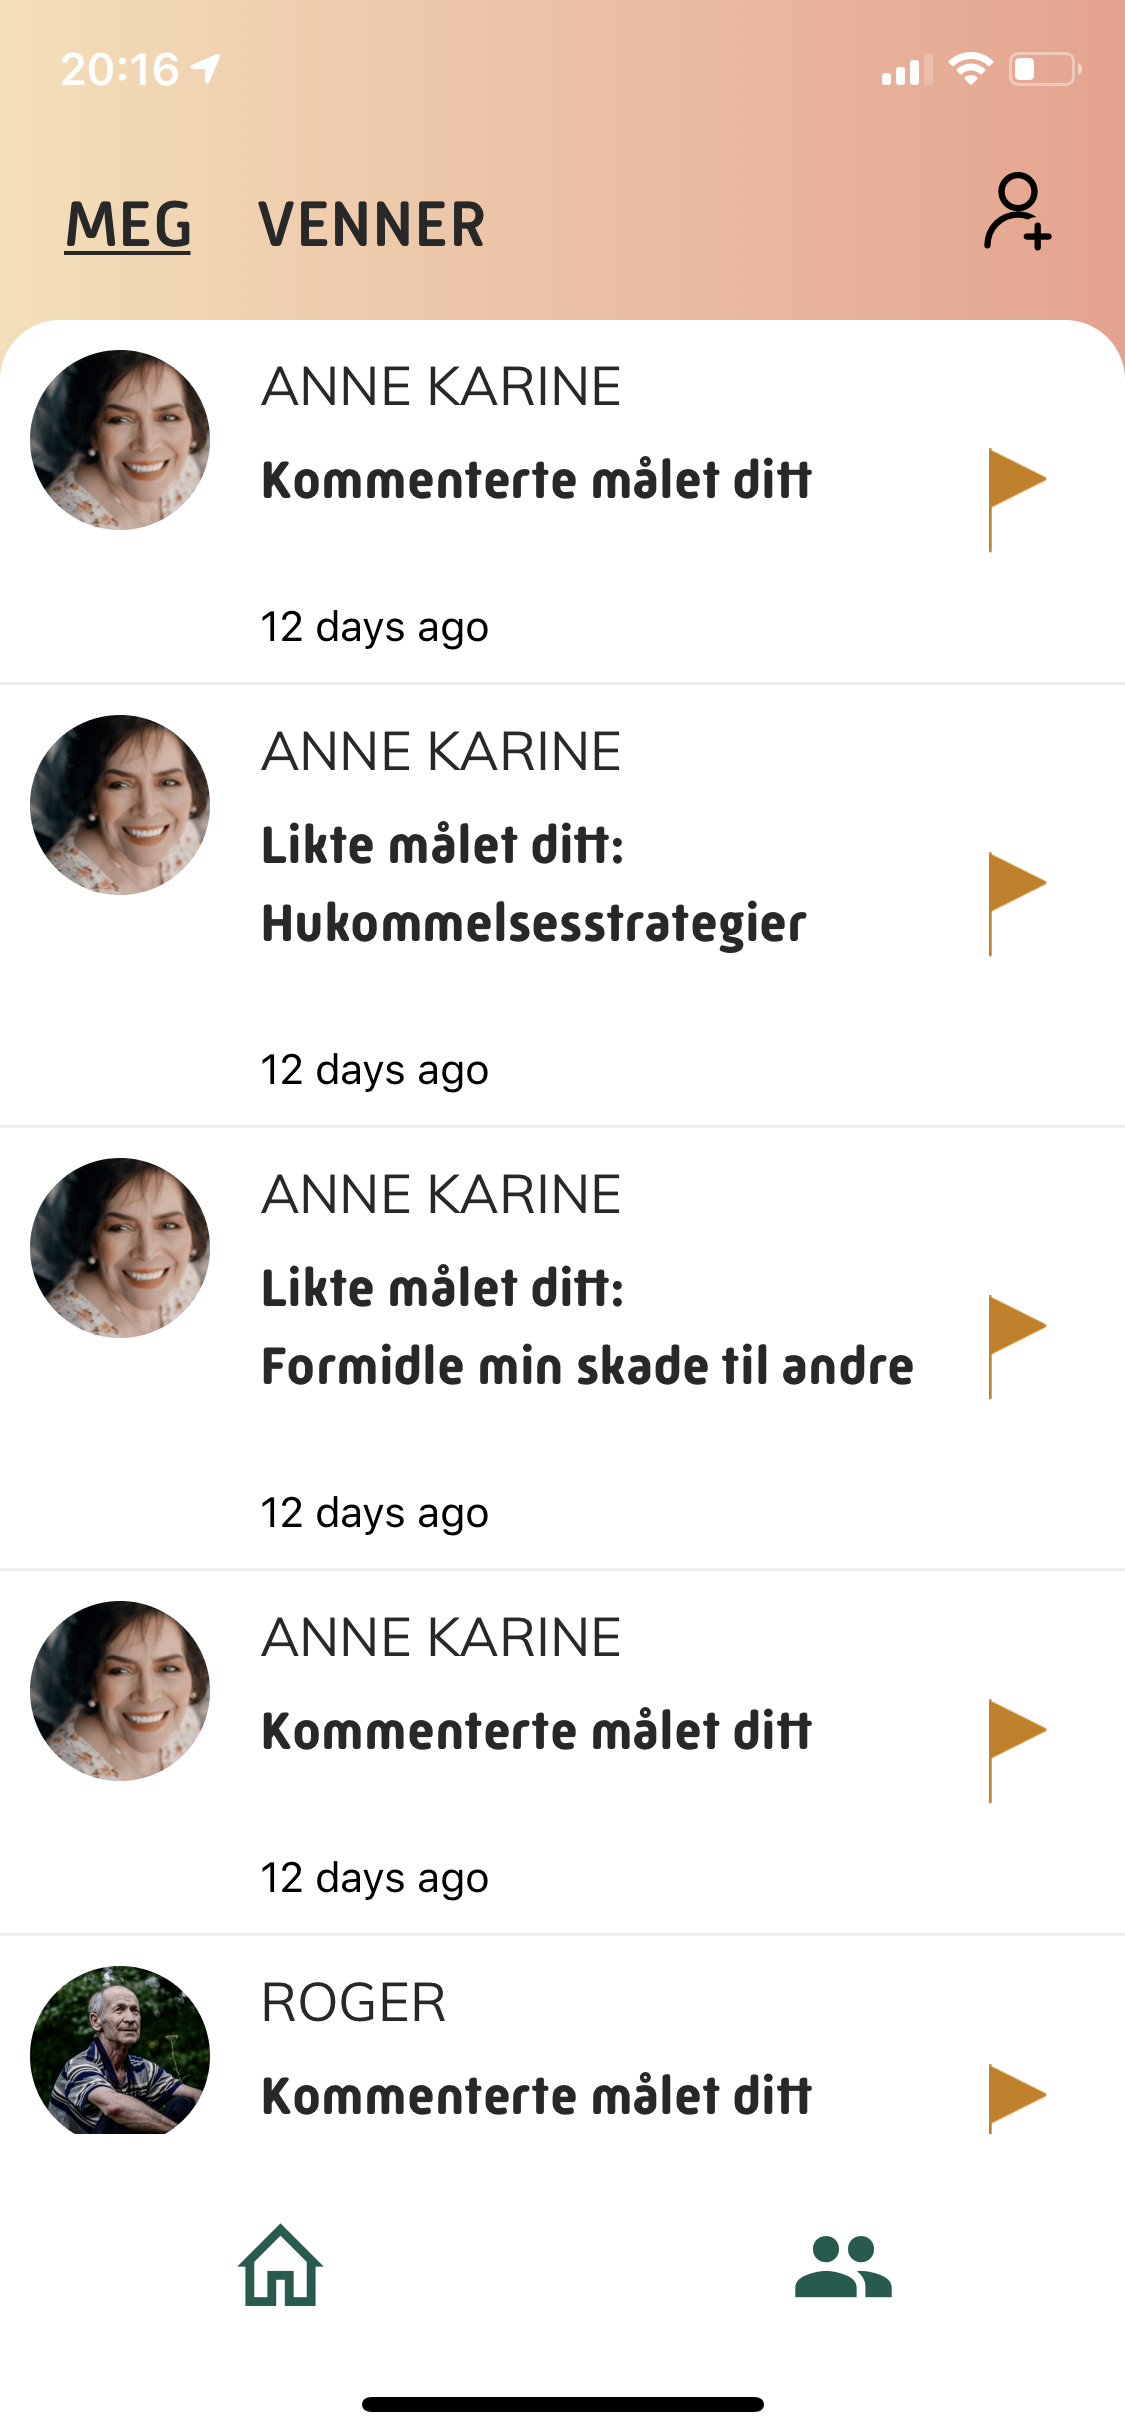 20:16
MEG VENNER
ANNE KARINE
Kommenterte målet ditt
12 days ago
ANNE KARINE
Likte målet ditt:
Hukommelsesstrategier
12 days ago
ANNE KARINE
Likte målet ditt:
Formidle min skade til andre
12 days ago
ANNE KARINE
Kommenterte målet ditt
12 days ago
ROGER
Kommenterte målet ditt